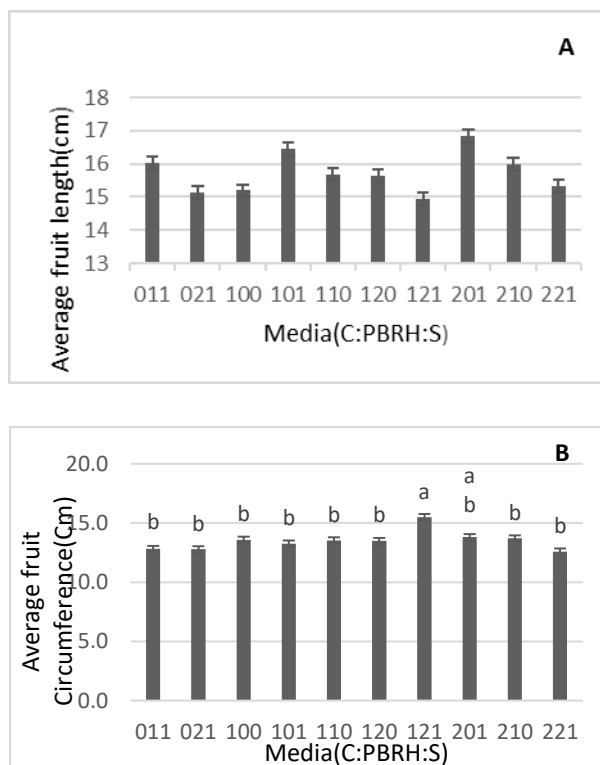 A
18
17
16
15
14
13
Average fruit length(cm)
011 021 100 101 110 120 121 201 210 221
Media(C:PBRH:S)
B
20.0
15.0
10.0
5.0
0.0
Average fruit
Circumference(Cm)
b b b b b b a a b b b
011 021 100 101 110 120 121 201 210 221
Media(C:PBRH:S)